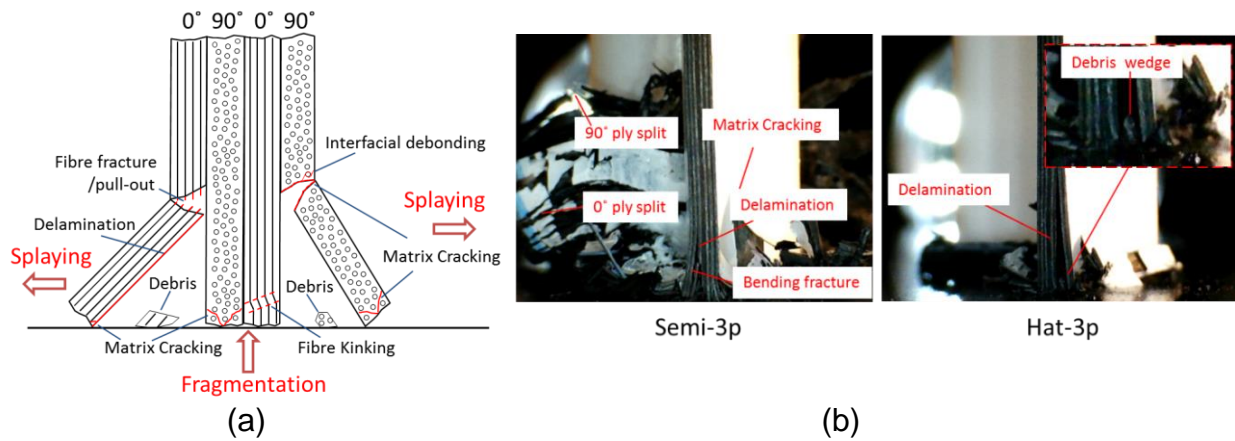 0° 90° 0° 90°
Interfacial debonding
Fibre fracture
/pull-out
Delamination
Splaying
Splaying
Matrix Cracking
Debris
Debris
Matrix Cracking
Fibre Kinking
Fragmentation
(a)
90° ply split
Matrix Cracking
0° ply split
Delamination
Bending fracture
Semi-3p
Debris wedge
Delamination
Hat-3p
(b)